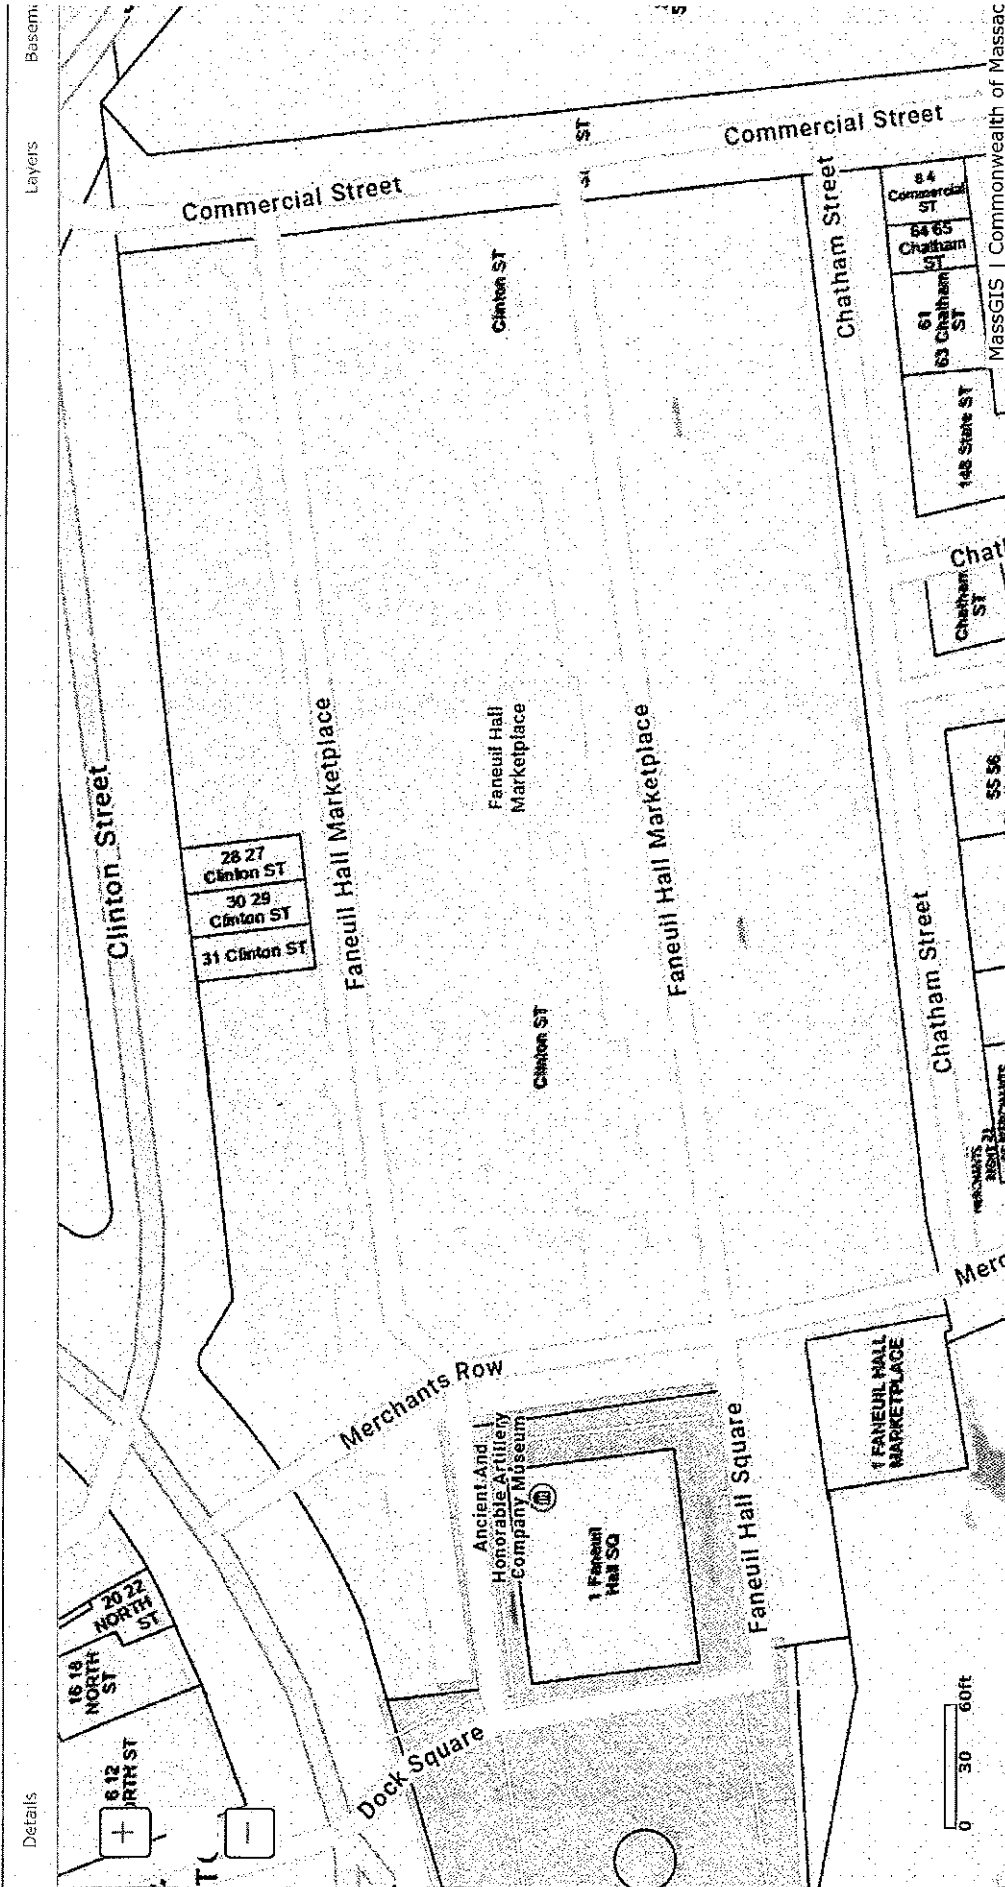 Details
Layers
Basem
Clinton Street
Commercial Street
Commercial Street
ST
Clinton ST
Chatham Street
6 4
Commercial
ST
64 65
Chatham
ST
61
63 Chatham
ST
148 State ST
Chat
Chatham
ST
55 56
Chatham Street
28 27
Clinton ST
30 29
Clinton ST
31 Clinton ST
Faneuil Hall Marketplace
Faneuil Hall
Marketplace
Faneuil Hall Marketplace
Clinton ST
MERCHANTS
Merc
Merchants Row
Ancient And
Honorable Artillery
Company Museum
1 Faneuil
Hall SQ
Faneuil Hall Square
1 FANEUIL HALL
MARKETPLACE
20 22
NORTH
ST
16 18
NORTH
ST
6 12
RTH ST
Dock Square
+
−
0 30 60ft
MassGIS | Commonwealth of Massac